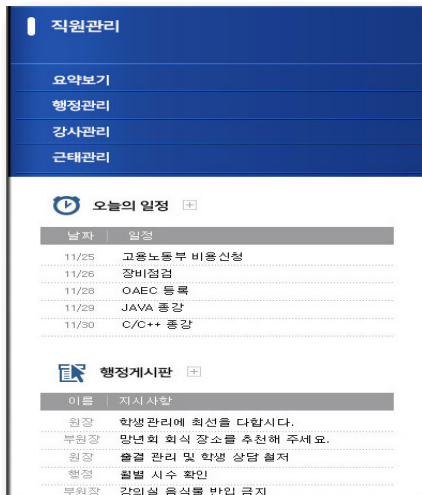 직원관리
요약보기
행정관리
강사관리
근태관리
오늘의 일정
날짜 일정
11/25 고용노동부 비용신청
11/26 장비점검
11/28 OAEC 등록
11/29 JAVA 종강
11/30 C/C++ 종강
행정게시판
이름 지시사항
원장 학생관리에 최선을 다합시다.
부원장 망년회 회식 장소를 추천해 주세요.
원장 출결 관리 및 학생 상담 철저
행정 월별 시수 확인
부원장 강의실 음식물 반입 금지